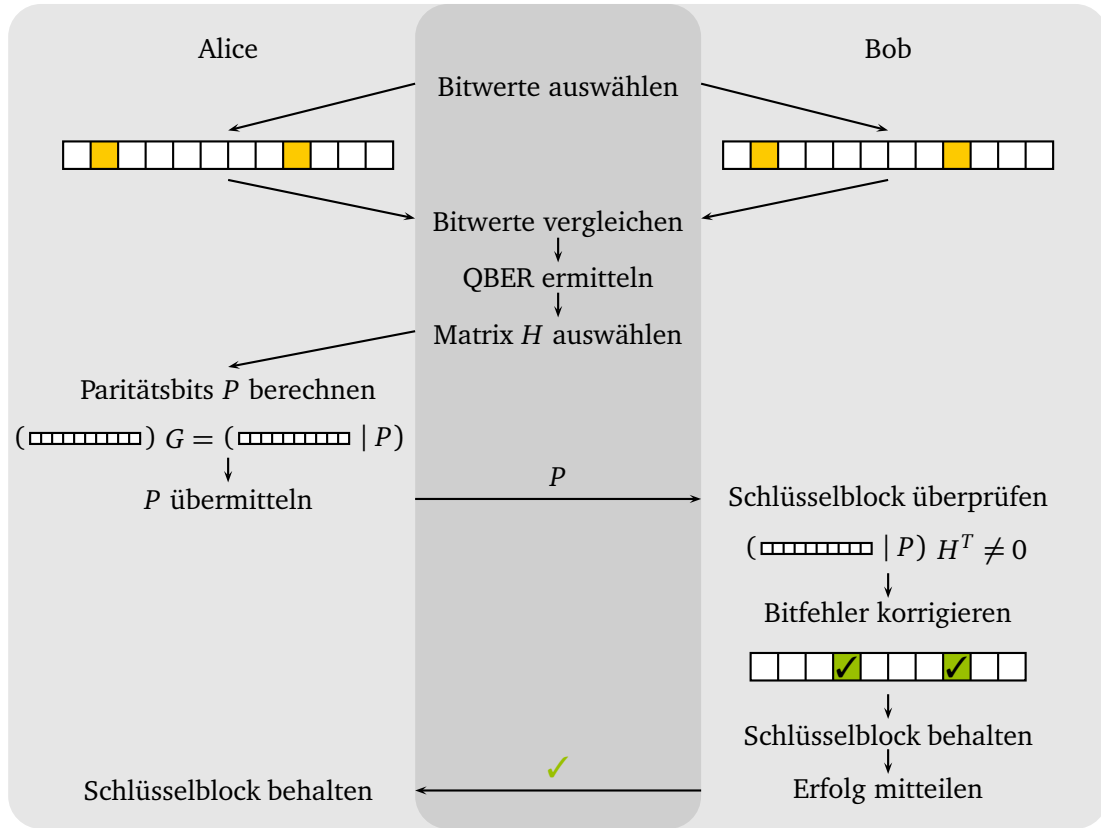 Alice
Bob
Bitwerte auswählen
Bitwerte vergleichen
QBER ermitteln
Matrix H auswählen
Paritätsbits P berechnen
( ) G = ( | P)
P übermitteln
P
Schlüsselblock überprüfen
( | P) H^T ≠ 0
Bitfehler korrigieren
✓ ✓
Schlüsselblock behalten
✓
Schlüsselblock behalten
Erfolg mitteilen